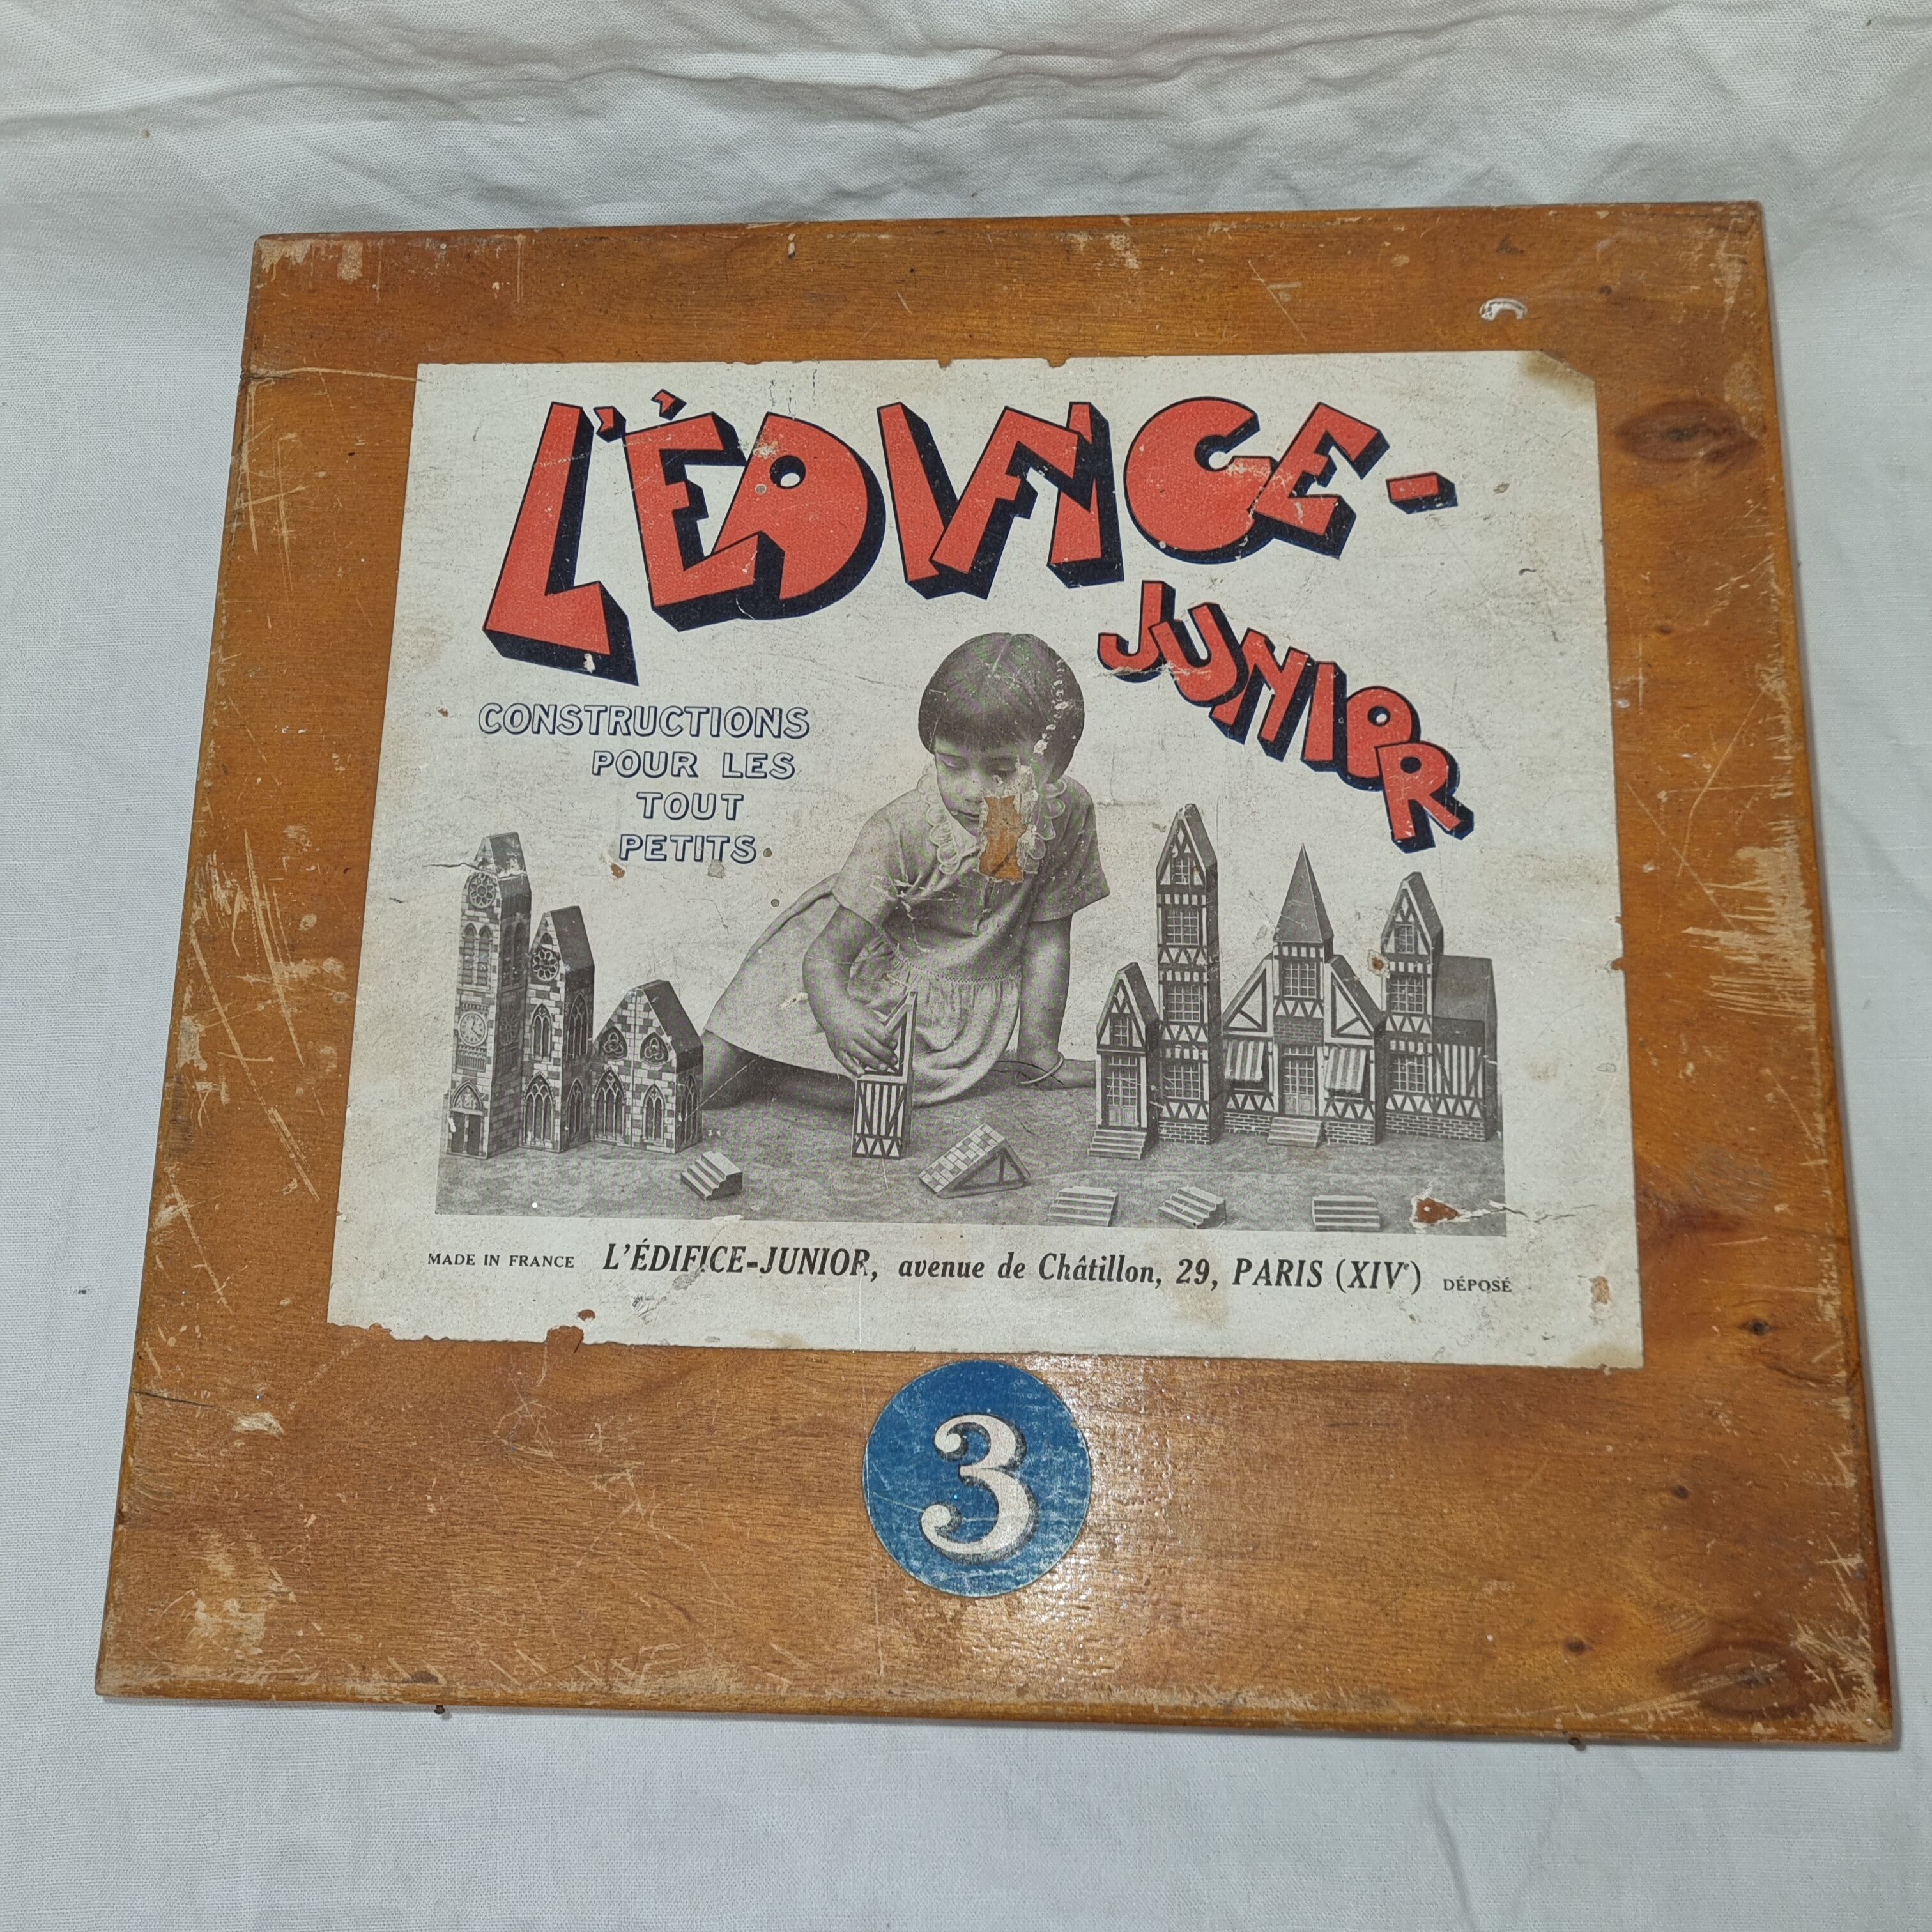 L'ÉDIFICE-
JUNIOR
CONSTRUCTIONS
POUR LES
TOUT
PETITS
MADE IN FRANCE L'ÉDIFICE-JUNIOR, avenue de Châtillon, 29, PARIS (XIVᵉ) DÉPOSÉ
3